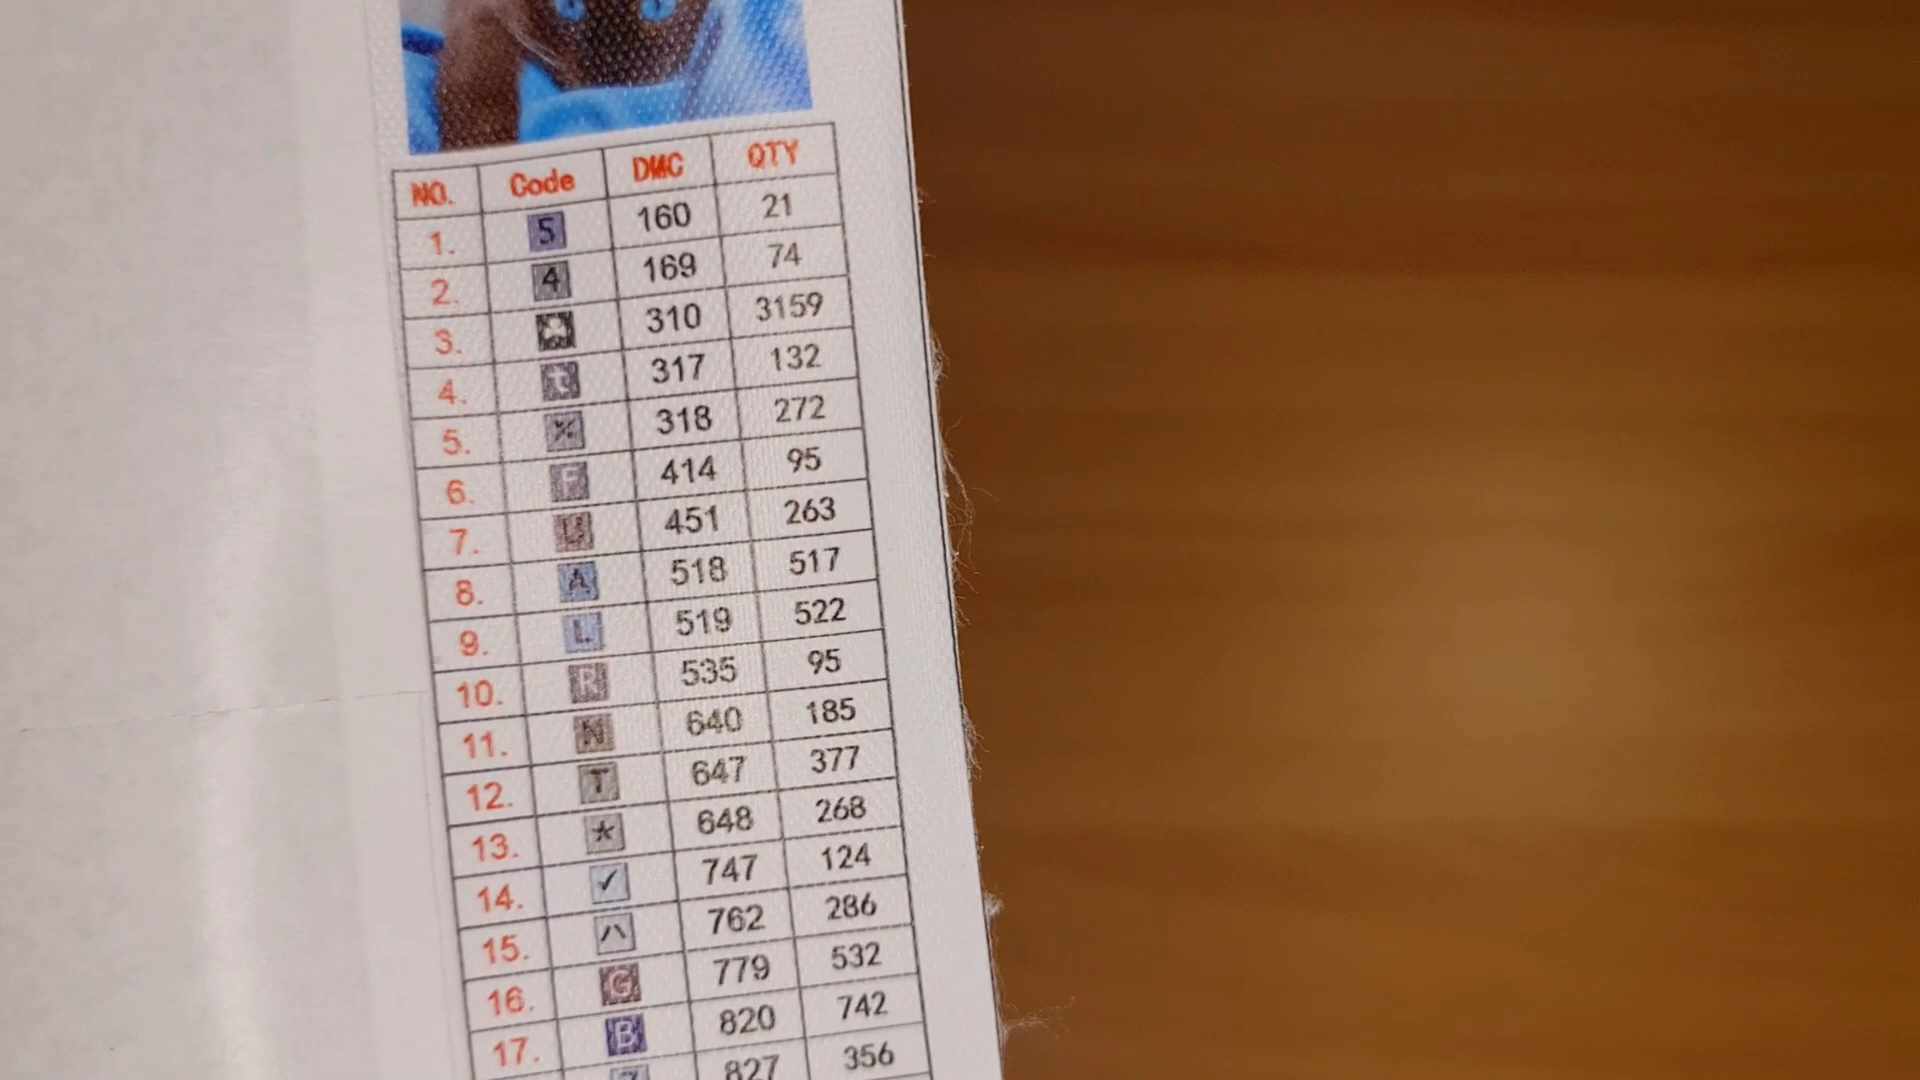 NO. Code DMC QTY
1. 5 160 21
2. 4 169 74
3. 310 3159
4. t 317 132
5. 318 272
6. F 414 95
7. U 451 263
8. A 518 517
9. L 519 522
10. R 535 95
11. N 640 185
12. T 647 377
13. * 648 268
14. ✓ 747 124
15. 762 286
16. G 779 532
17. B 820 742
827 356